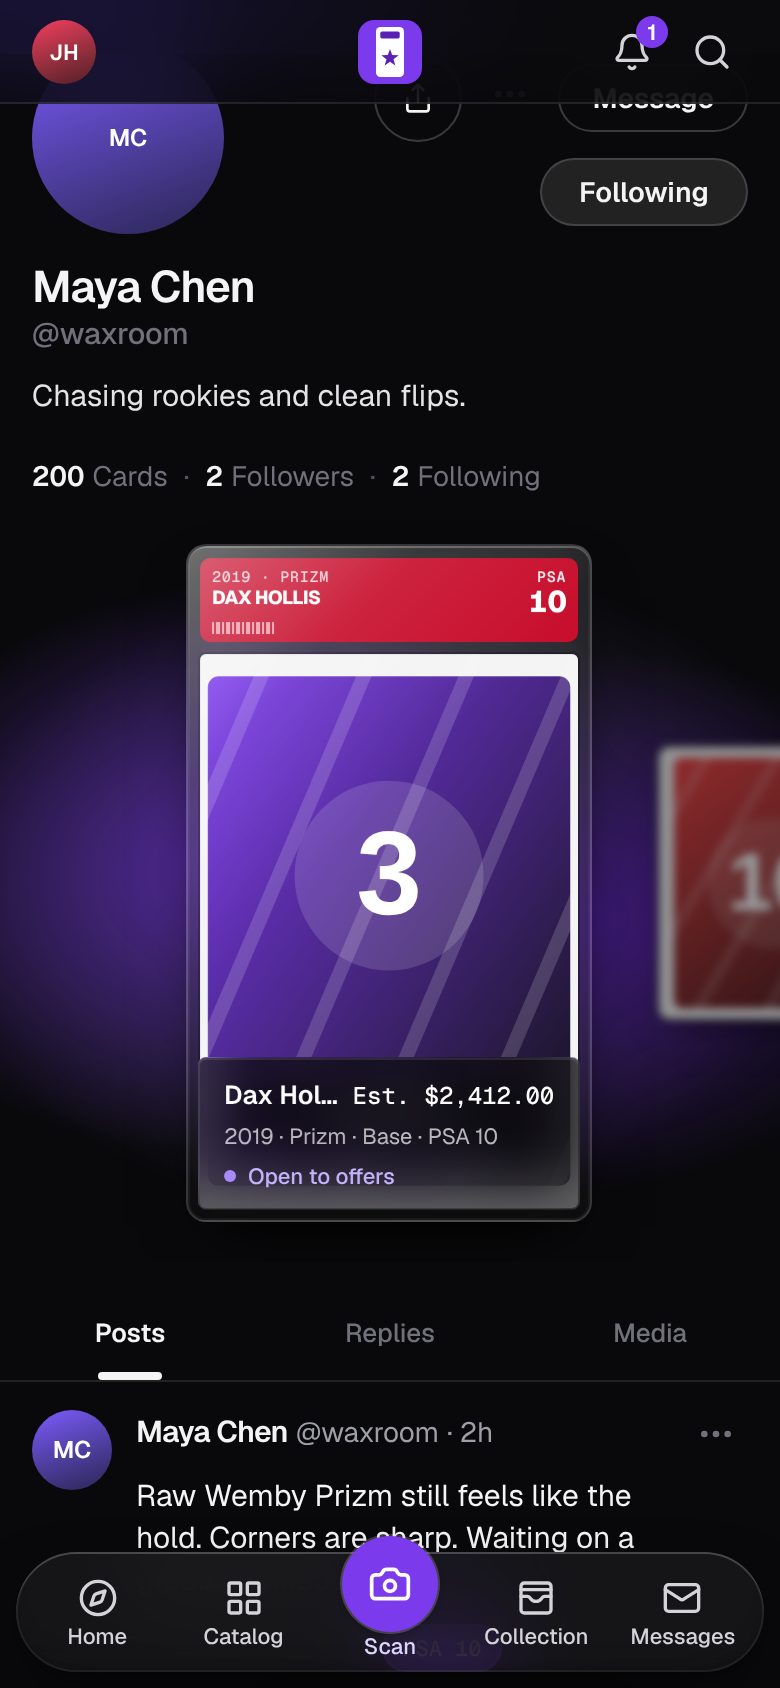 JH
1
MC
Message
Following
Maya Chen
@waxroom
Chasing rookies and clean flips.
200 Cards · 2 Followers · 2 Following
2019 · PRIZM
DAX HOLLIS
PSA
10
3
Dax Hol... Est. $2,412.00
2019 · Prizm · Base · PSA 10
Open to offers
Posts
Replies
Media
MC
Maya Chen @waxroom · 2h
Raw Wemby Prizm still feels like the
hold. Corners are sharp. Waiting on a
Home
Catalog
Scan
Collection
Messages